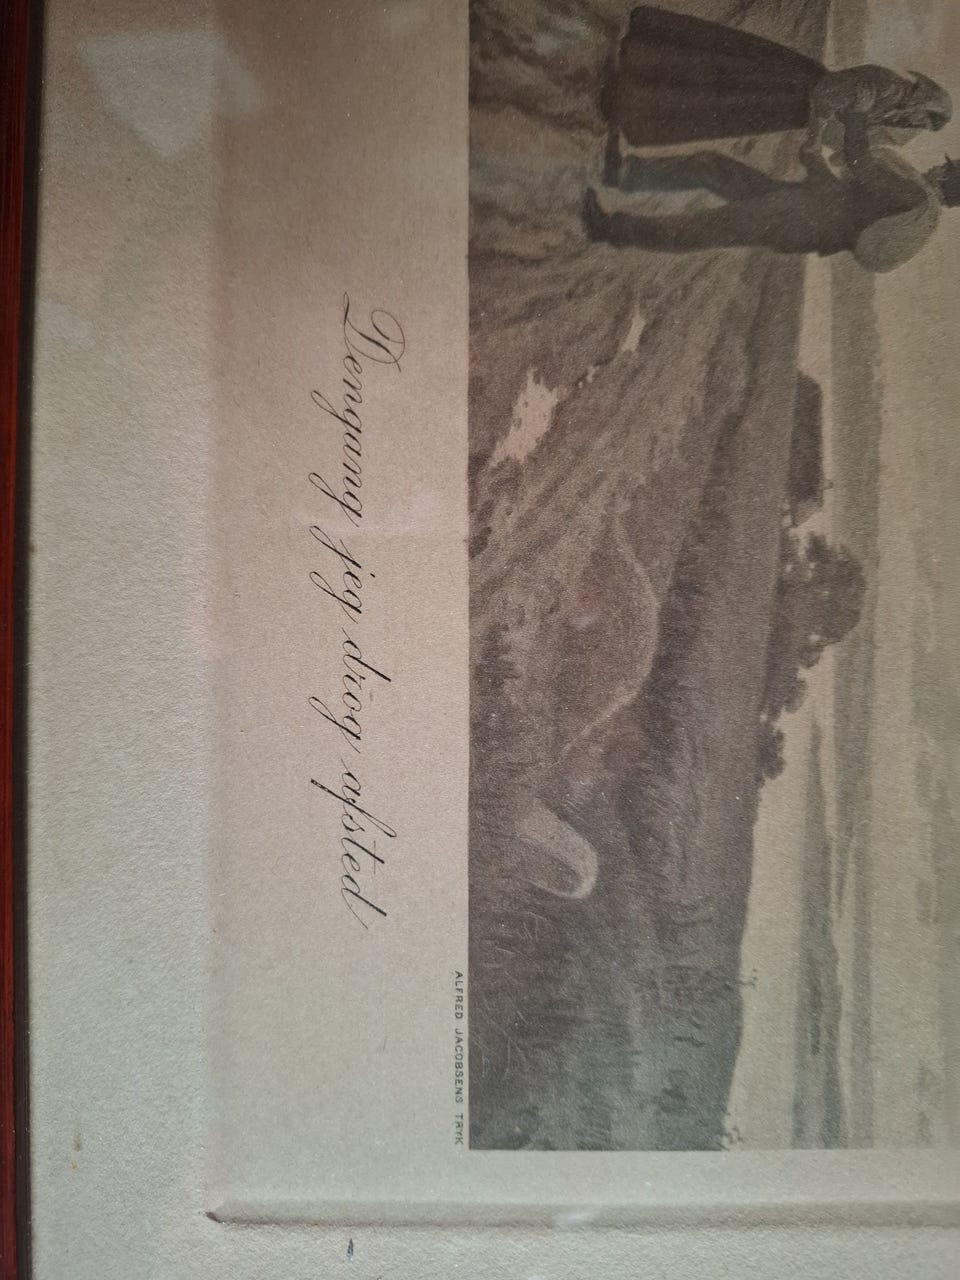 ALFRED JACOBSENS TRYK
Dengang jeg drog afsted